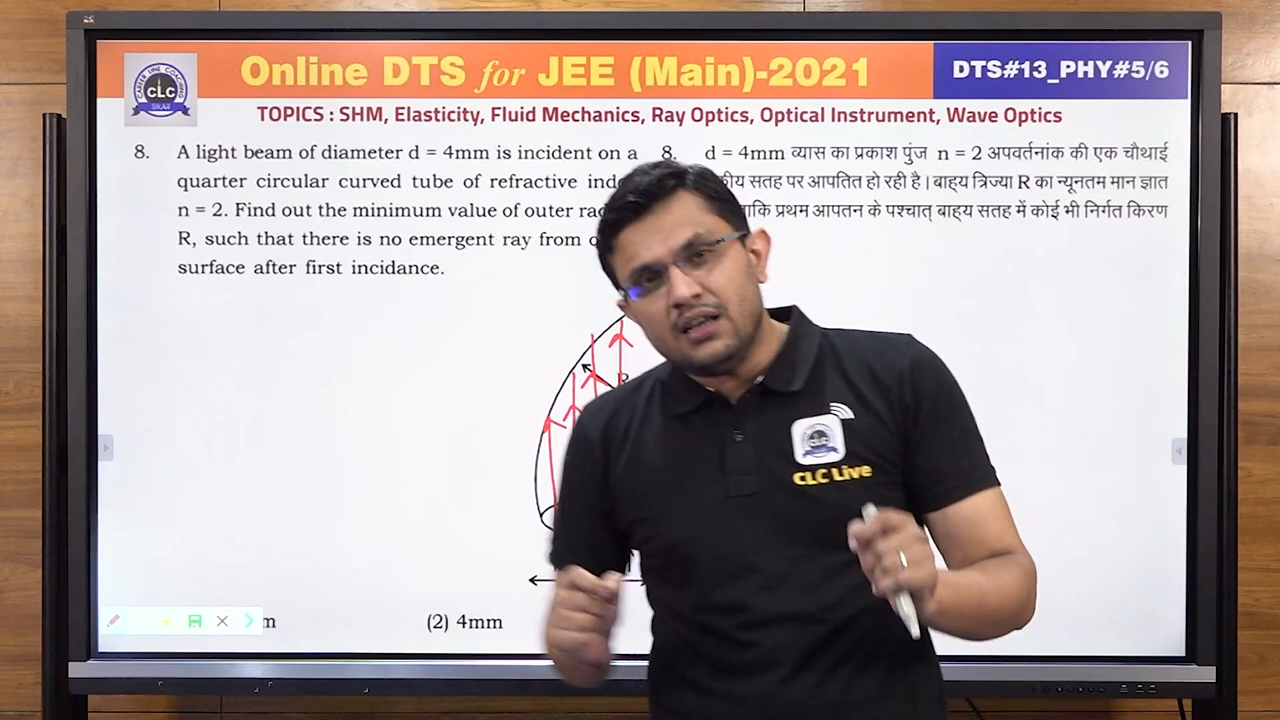 Online DTS for JEE (Main)-2021
DTS#13_PHY#5/6
CLC
SIKAR
TOPICS : SHM, Elasticity, Fluid Mechanics, Ray Optics, Optical Instrument, Wave Optics
8. A light beam of diameter d = 4mm is incident on a
quarter circular curved tube of refractive
n = 2. Find out the minimum value of outer
R, such that there is no emergent ray from
surface after first incidance.
8. d = 4mm व्यास का प्रकाश पुंज n = 2 अपवर्तनांक की एक चौथाई
सतह पर आपतित हो रही है। बाह्य त्रिज्या R का न्यूनतम मान ज्ञात
प्रथम आपतन के पश्चात् बाह्य सतह में कोई भी निर्गत किरण
R
(2) 4mm
CLC
CLC Live